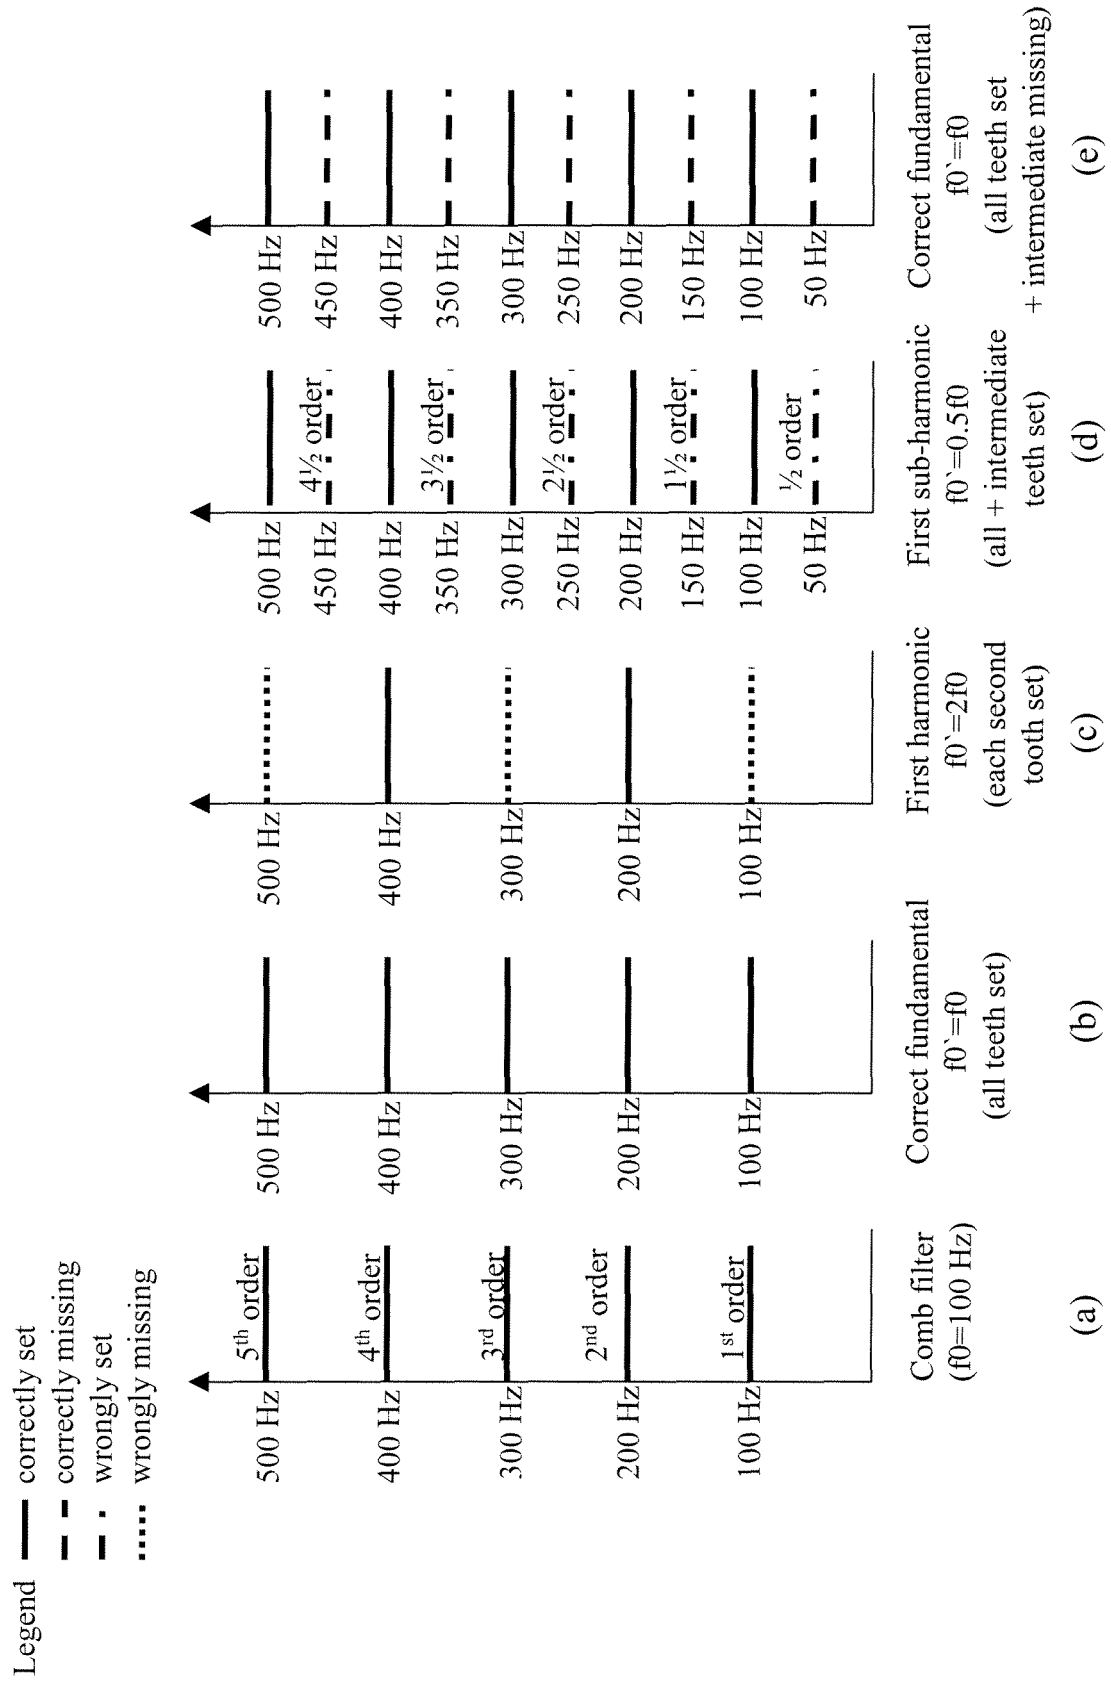 Legend
correctly set
correctly missing
wrongly set
wrongly missing
500 Hz
400 Hz
300 Hz
200 Hz
100 Hz
5th order
4th order
3rd order
2nd order
1st order
Comb filter
(f0=100 Hz)
(a)
500 Hz
400 Hz
300 Hz
200 Hz
100 Hz
Correct fundamental
f0`=f0
(all teeth set)
(b)
500 Hz
400 Hz
300 Hz
200 Hz
100 Hz
First harmonic
f0`=2f0
(each second
tooth set)
(c)
500 Hz
450 Hz
400 Hz
350 Hz
300 Hz
250 Hz
200 Hz
150 Hz
100 Hz
50 Hz
4½ order
3½ order
2½ order
1½ order
½ order
First sub-harmonic
f0`=0.5f0
(all + intermediate
teeth set)
(d)
500 Hz
450 Hz
400 Hz
350 Hz
300 Hz
250 Hz
200 Hz
150 Hz
100 Hz
50 Hz
Correct fundamental
f0`=f0
(all teeth set
+ intermediate missing)
(e)